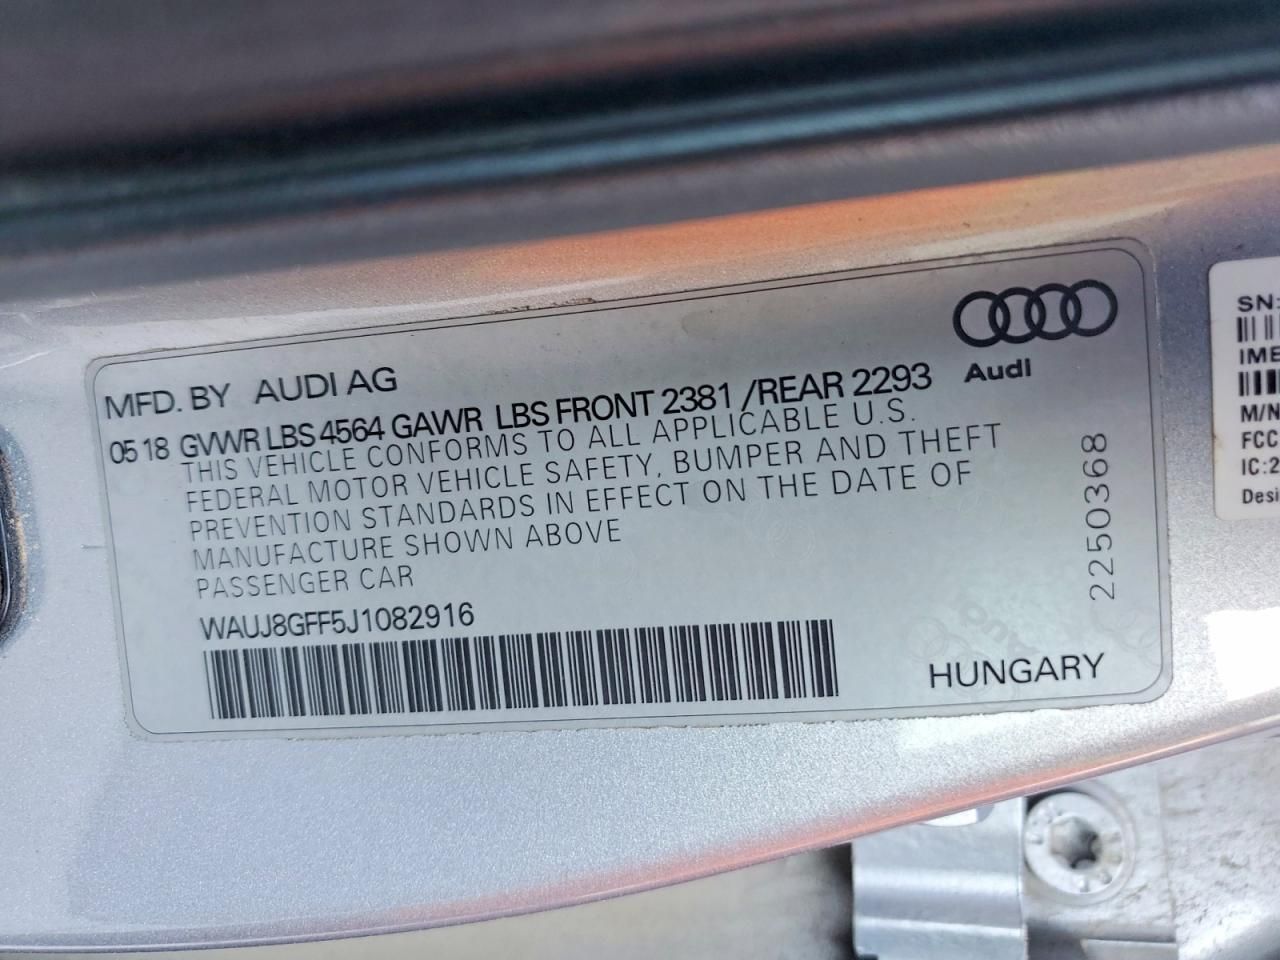 MFD. BY AUDI AG
05 18 GVWR LBS 4564 GAWR LBS FRONT 2381 /REAR 2293
THIS VEHICLE CONFORMS TO ALL APPLICABLE U.S.
FEDERAL MOTOR VEHICLE SAFETY, BUMPER AND THEFT
PREVENTION STANDARDS IN EFFECT ON THE DATE OF
MANUFACTURE SHOWN ABOVE
PASSENGER CAR
WAUJ8GFF5J1082916
Audi
2250368
HUNGARY
SN:
M/N
FCC
IC:2